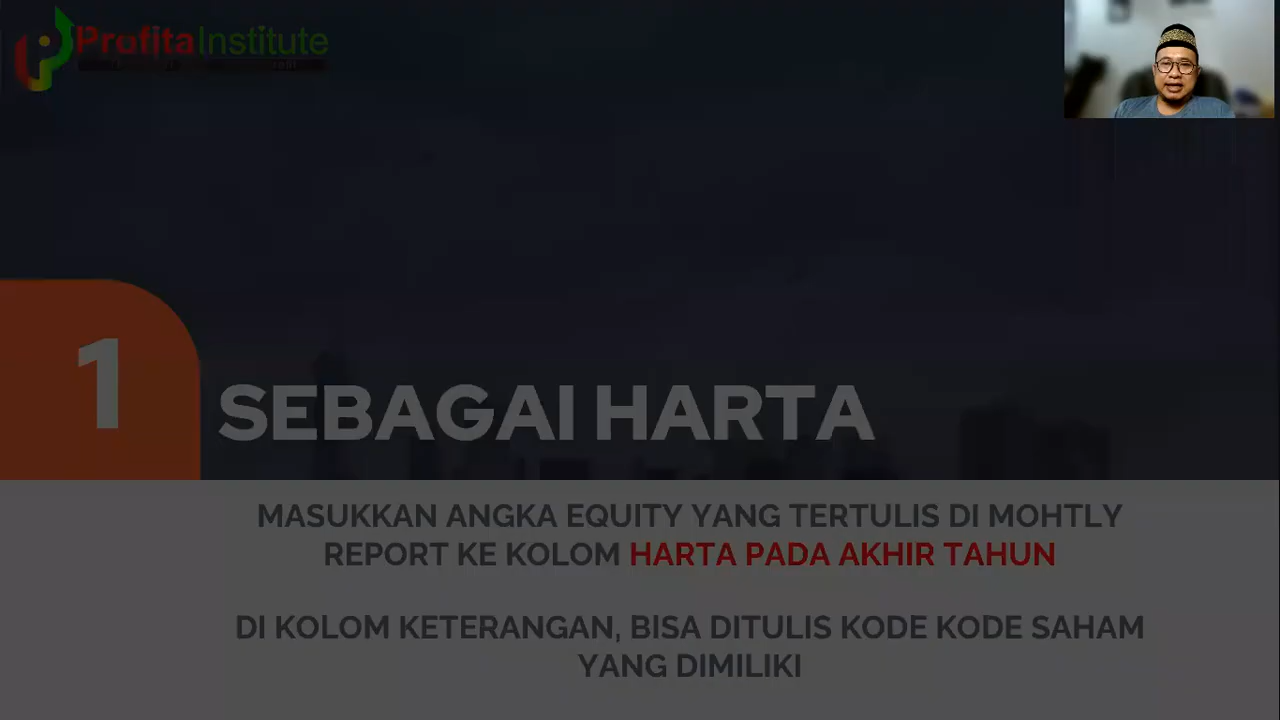 ProfitaInstitute
1
SEBAGAI HARTA
MASUKKAN ANGKA EQUITY YANG TERTULIS DI MOHTLY
REPORT KE KOLOM HARTA PADA AKHIR TAHUN
DI KOLOM KETERANGAN, BISA DITULIS KODE KODE SAHAM
YANG DIMILIKI